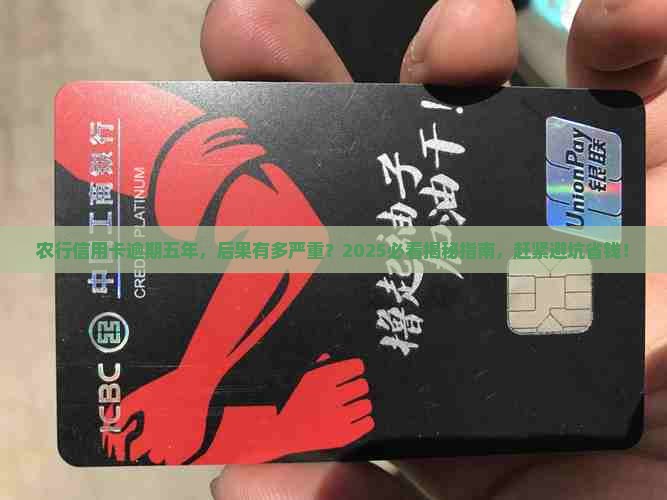 中国工商银行
CREDIT PLATINUM
ICBC
撸起袖子
加油干!
UnionPay
银联
农行信用卡逾期五年，后果有多严重？2025必看揭秘指南，赶紧避坑省钱！